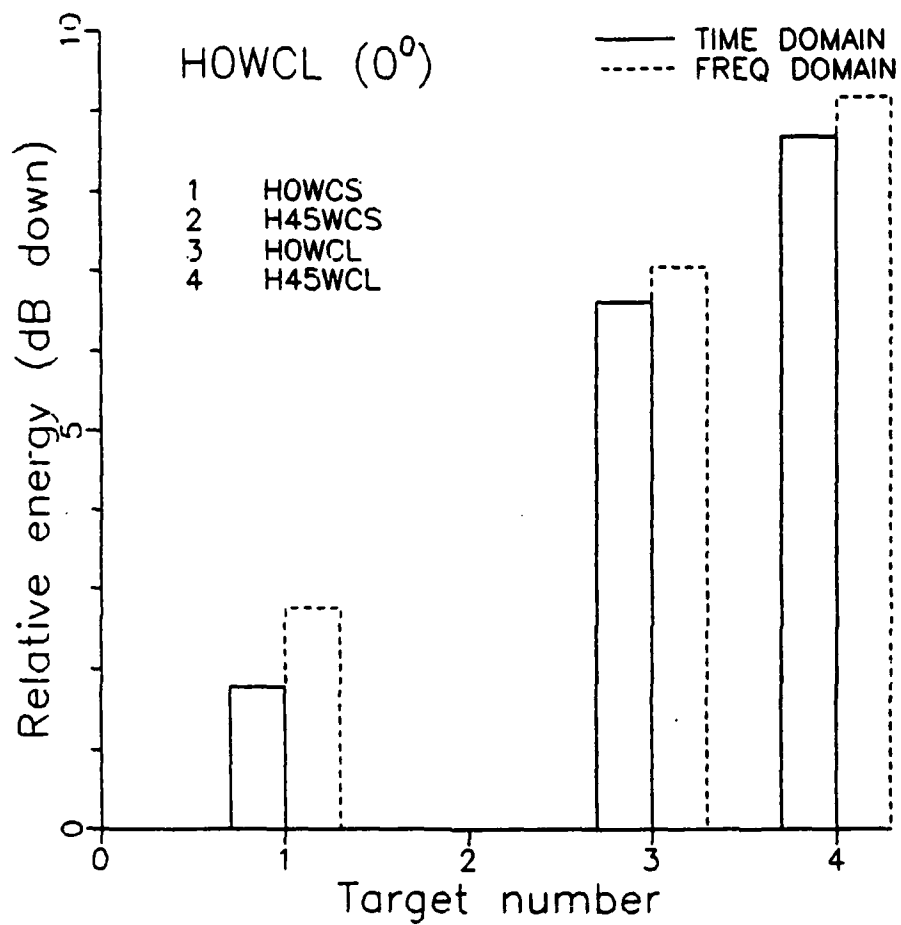 HOWCL (0°)
TIME DOMAIN
FREQ DOMAIN
1 HOWCS
2 H45WCS
3 HOWCL
4 H45WCL
Relative energy (dB down)
10
5
0
0 1 2 3 4
Target number